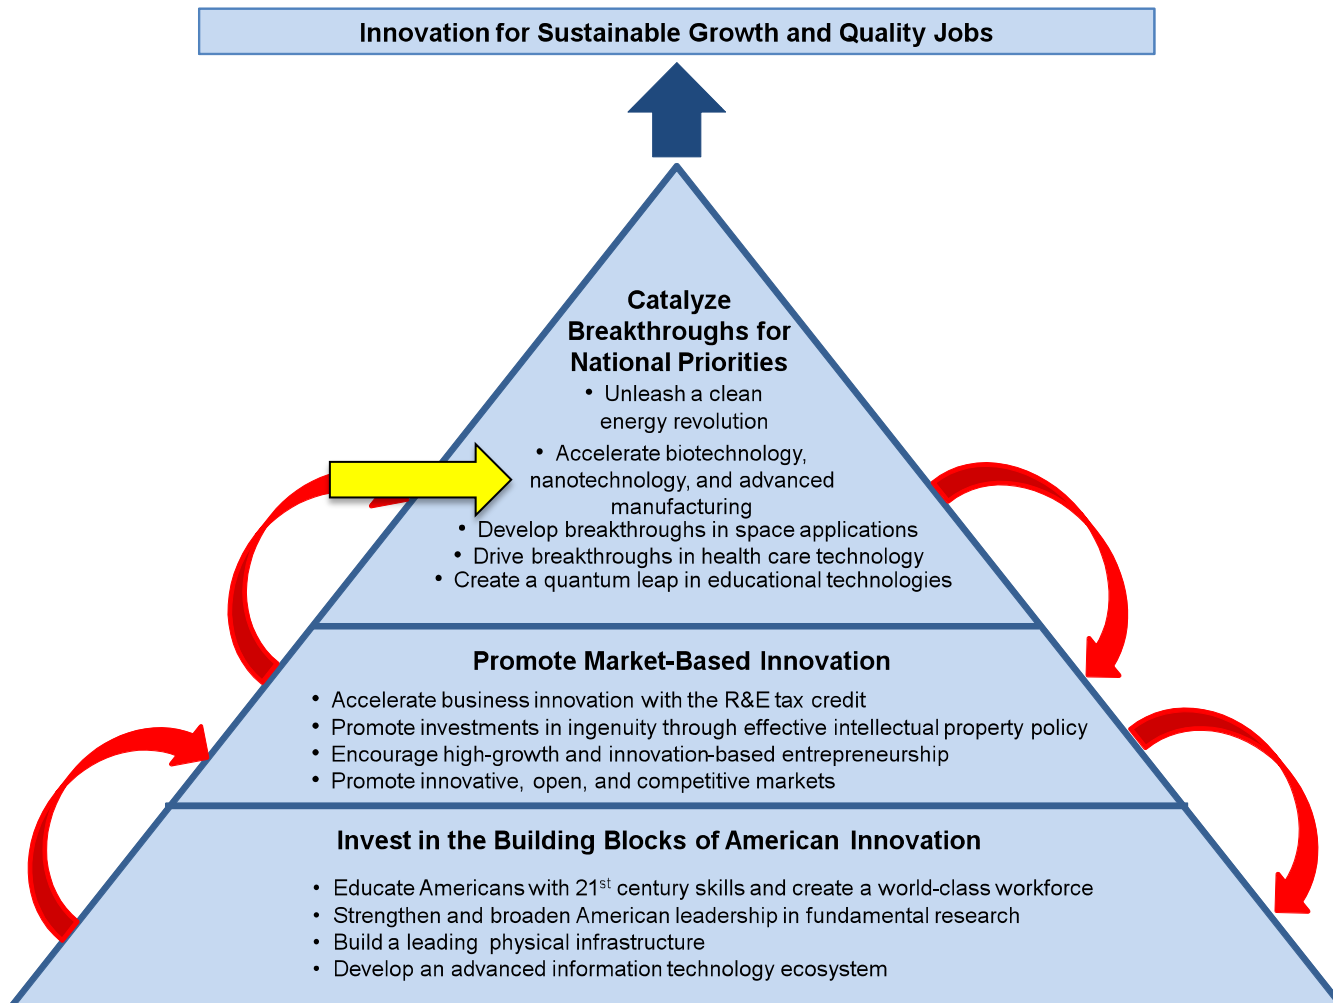 Innovation for Sustainable Growth and Quality Jobs
Catalyze
Breakthroughs for
National Priorities
• Unleash a clean
energy revolution
• Accelerate biotechnology,
nanotechnology, and advanced
manufacturing
• Develop breakthroughs in space applications
• Drive breakthroughs in health care technology
• Create a quantum leap in educational technologies
Promote Market-Based Innovation
• Accelerate business innovation with the R&E tax credit
• Promote investments in ingenuity through effective intellectual property policy
• Encourage high-growth and innovation-based entrepreneurship
• Promote innovative, open, and competitive markets
Invest in the Building Blocks of American Innovation
• Educate Americans with 21st century skills and create a world-class workforce
• Strengthen and broaden American leadership in fundamental research
• Build a leading physical infrastructure
• Develop an advanced information technology ecosystem